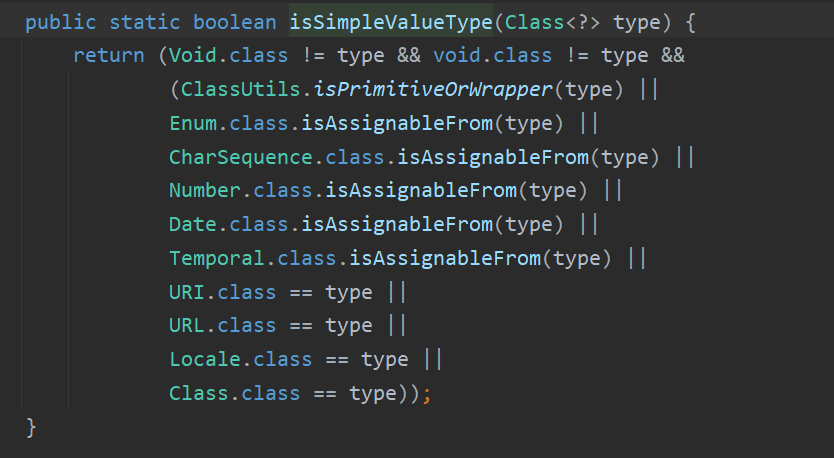 public static boolean isSimpleValueType(Class<?> type) {
return (Void.class != type && void.class != type &&
(ClassUtils.isPrimitiveOrWrapper(type) ||
Enum.class.isAssignableFrom(type) ||
CharSequence.class.isAssignableFrom(type) ||
Number.class.isAssignableFrom(type) ||
Date.class.isAssignableFrom(type) ||
Temporal.class.isAssignableFrom(type) ||
URI.class == type ||
URL.class == type ||
Locale.class == type ||
Class.class == type));
}